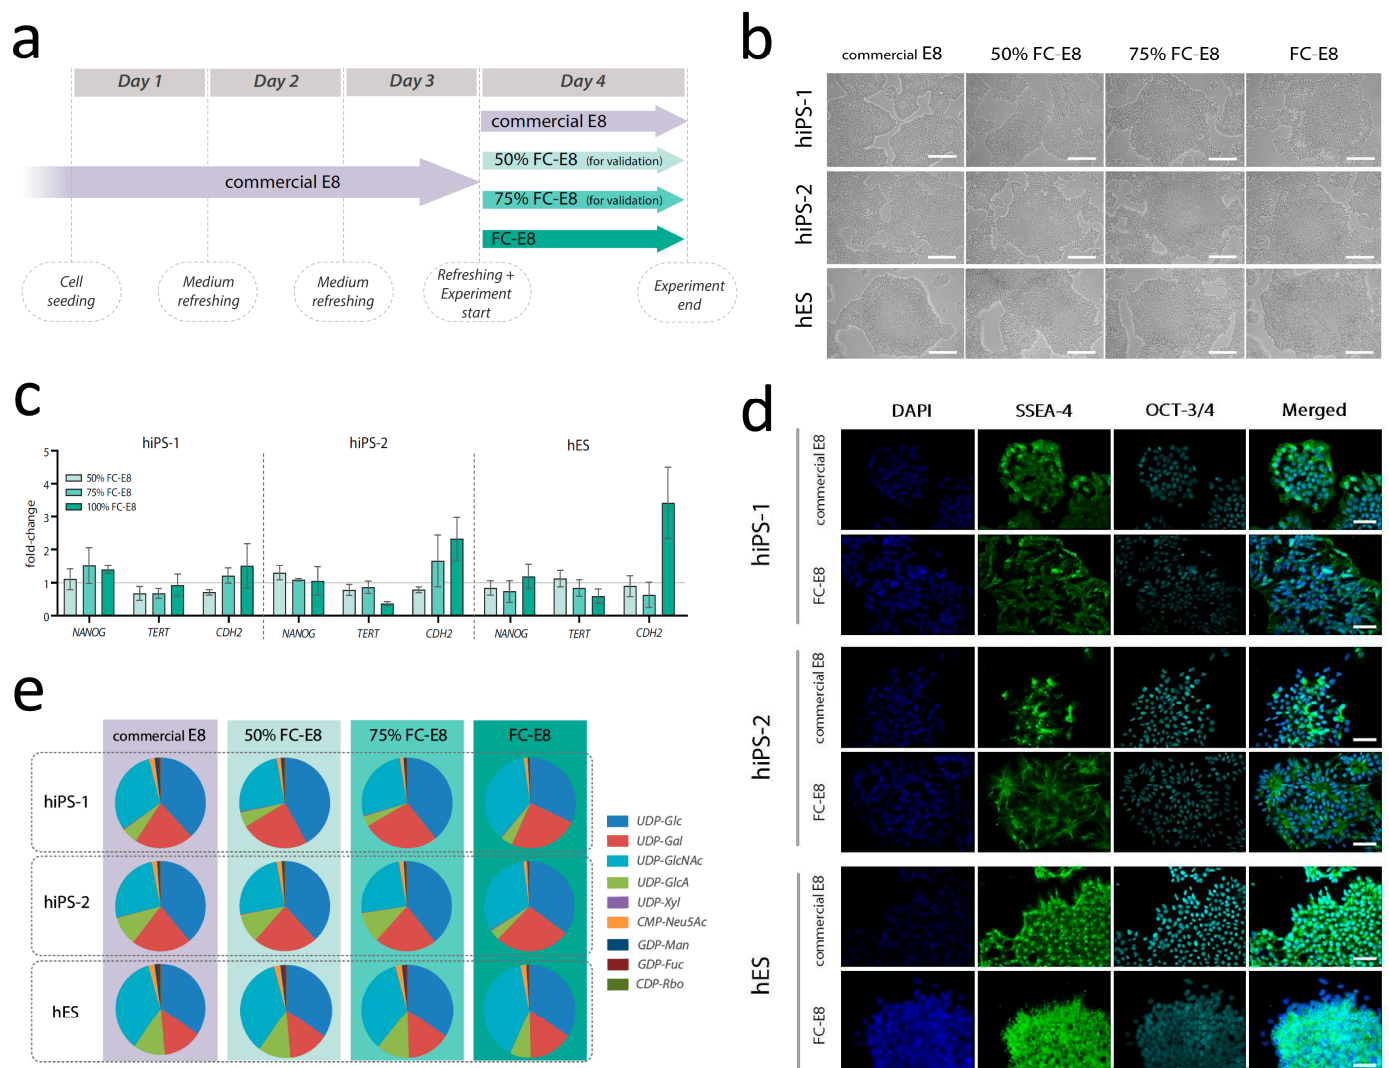 a
Day 1
Day 2
Day 3
Day 4
commercial E8
commercial E8
50% FC-E8 (for validation)
75% FC-E8 (for validation)
FC-E8
Cell
seeding
Medium
refreshing
Medium
refreshing
Refreshing +
Experiment
start
Experiment
end
b
commercial E8
50% FC-E8
75% FC-E8
FC-E8
hiPS-1
hiPS-2
hES
c
hiPS-1
hiPS-2
hES
fold-change
5
4
3
2
1
0
50% FC-E8
75% FC-E8
100% FC-E8
NANOG
TERT
CDH2
NANOG
TERT
CDH2
NANOG
TERT
CDH2
d
DAPI
SSEA-4
OCT-3/4
Merged
hiPS-1
commercial E8
FC-E8
hiPS-2
commercial E8
FC-E8
hES
commercial E8
FC-E8
e
commercial E8
50% FC-E8
75% FC-E8
FC-E8
hiPS-1
hiPS-2
hES
UDP-Glc
UDP-Gal
UDP-GlcNAc
UDP-GlcA
UDP-Xyl
CMP-Neu5Ac
GDP-Man
GDP-Fuc
CDP-Rbo